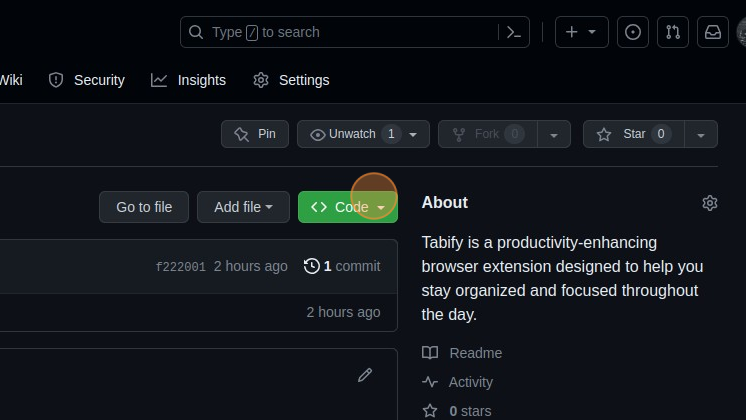 Type / to search
Wiki Security Insights Settings
Pin Unwatch 1 Fork 0 Star 0
Go to file Add file Code About
Tabify is a productivity-enhancing
browser extension designed to help you
stay organized and focused throughout
the day.
f222001 2 hours ago 1 commit
2 hours ago
Readme
Activity
0 stars